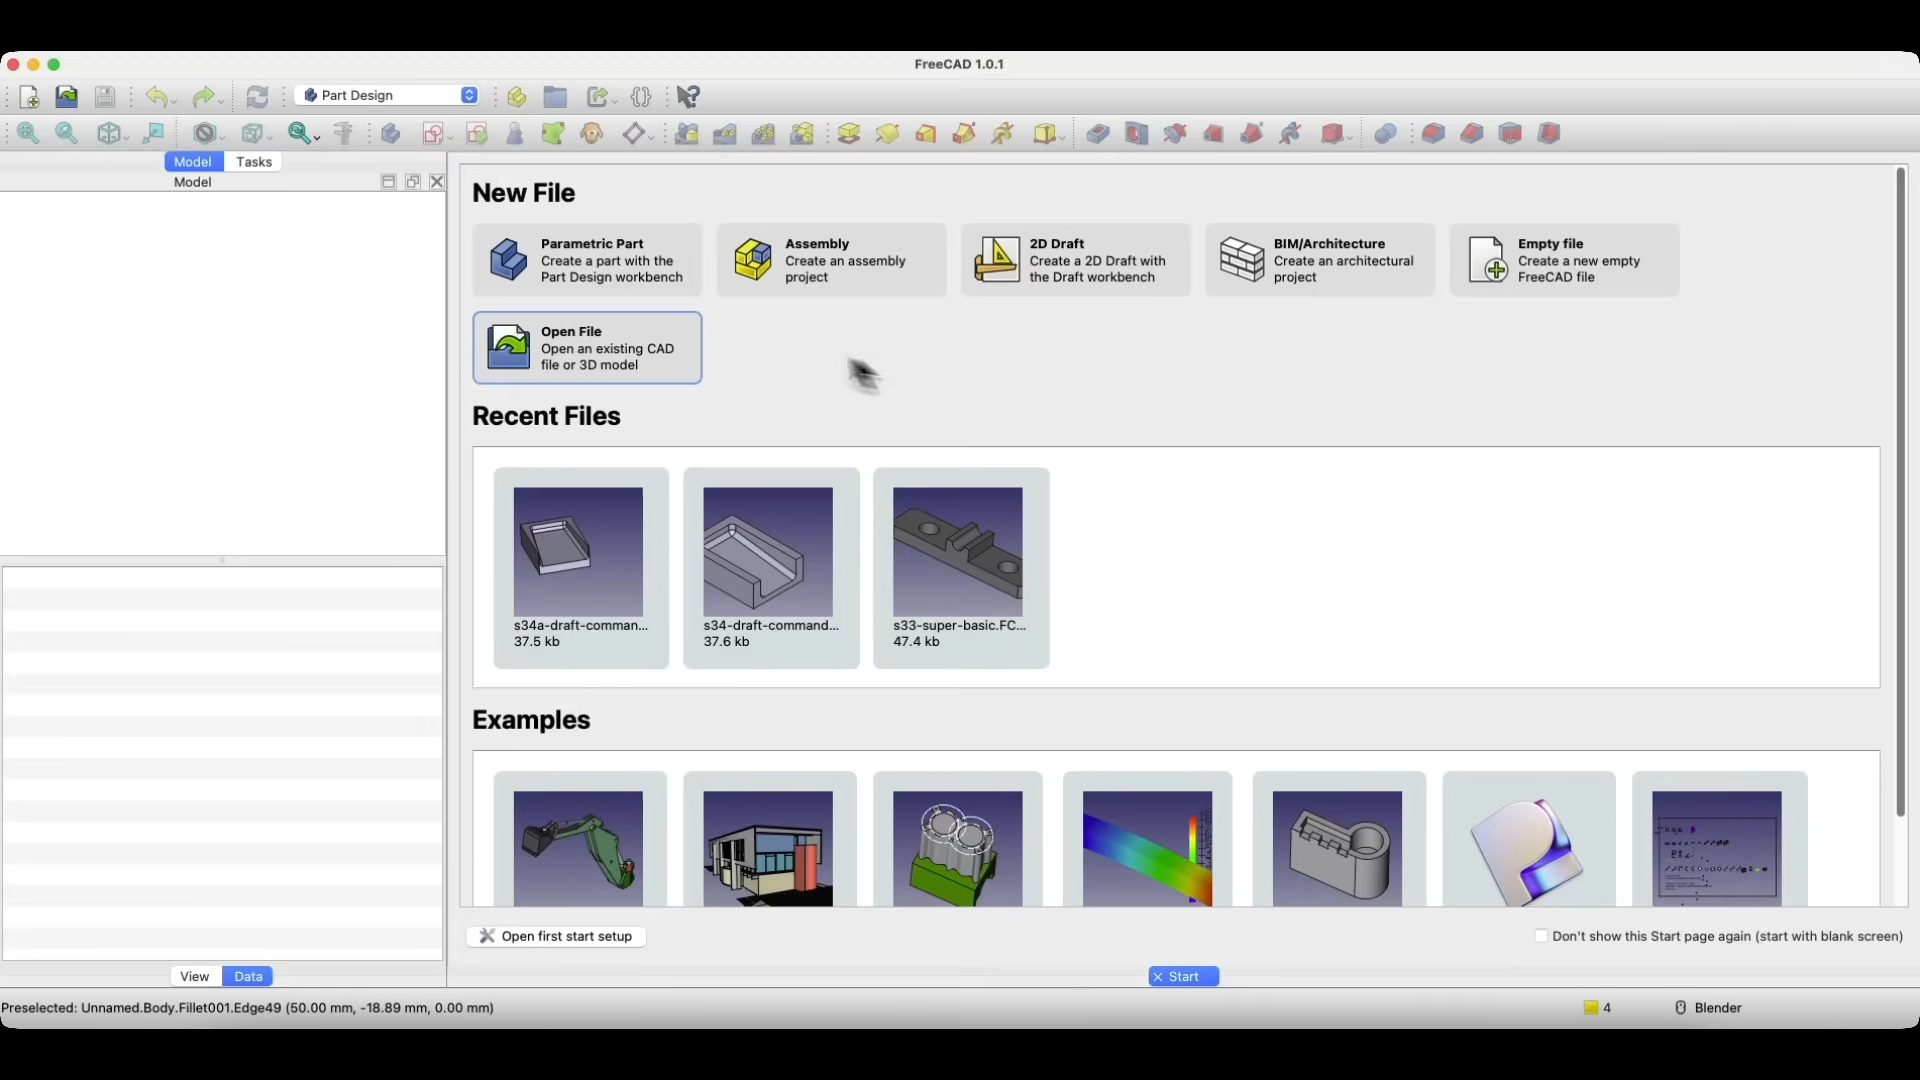 FreeCAD 1.0.1
Part Design
Model
Tasks
Model
New File
Parametric Part
Create a part with the
Part Design workbench
Assembly
Create an assembly
project
2D Draft
Create a 2D Draft with
the Draft workbench
BIM/Architecture
Create an architectural
project
Empty file
Create a new empty
FreeCAD file
Open File
Open an existing CAD
file or 3D model
Recent Files
s34a-draft-comman...
37.5 kb
s34-draft-command...
37.6 kb
s33-super-basic.FC...
47.4 kb
Examples
Open first start setup
Don't show this Start page again (start with blank screen)
View
Data
Start
Preselected: Unnamed.Body.Fillet001.Edge49 (50.00 mm, -18.89 mm, 0.00 mm)
4
Blender